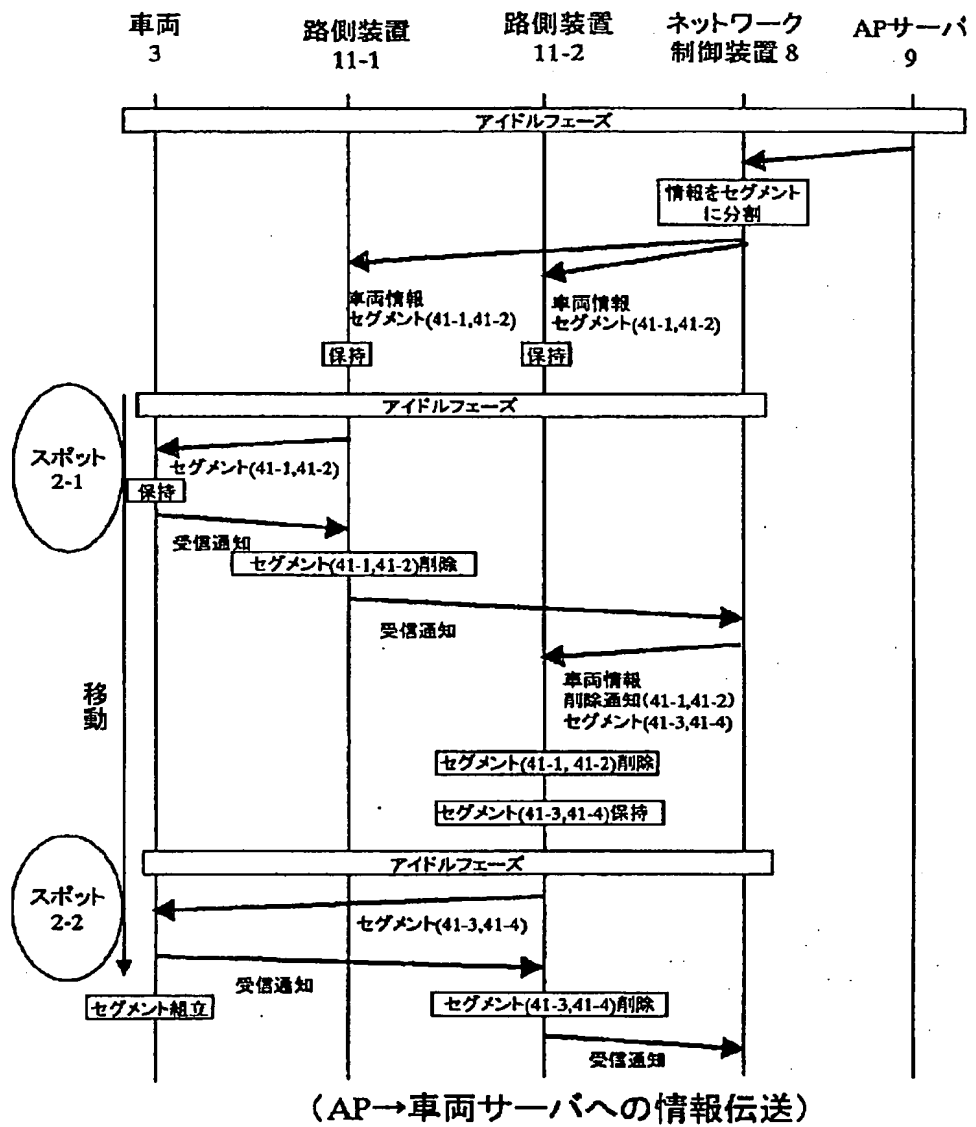 車両
3
路側装置
11-1
路側装置
11-2
ネットワーク
制御装置 8
APサーバ
9
アイドルフェーズ
情報をセグメント
に分割
車両情報
セグメント(41-1,41-2)
車両情報
セグメント(41-1,41-2)
保持
保持
アイドルフェーズ
スポット
2-1
セグメント(41-1,41-2)
保持
受信通知
セグメント(41-1,41-2)削除
受信通知
車両情報
削除通知(41-1,41-2)
セグメント(41-3,41-4)
移動
セグメント(41-1, 41-2)削除
セグメント(41-3,41-4)保持
アイドルフェーズ
スポット
2-2
セグメント(41-3,41-4)
受信通知
セグメント組立
セグメント(41-3,41-4)削除
受信通知
（AP→車両サーバへの情報伝送）